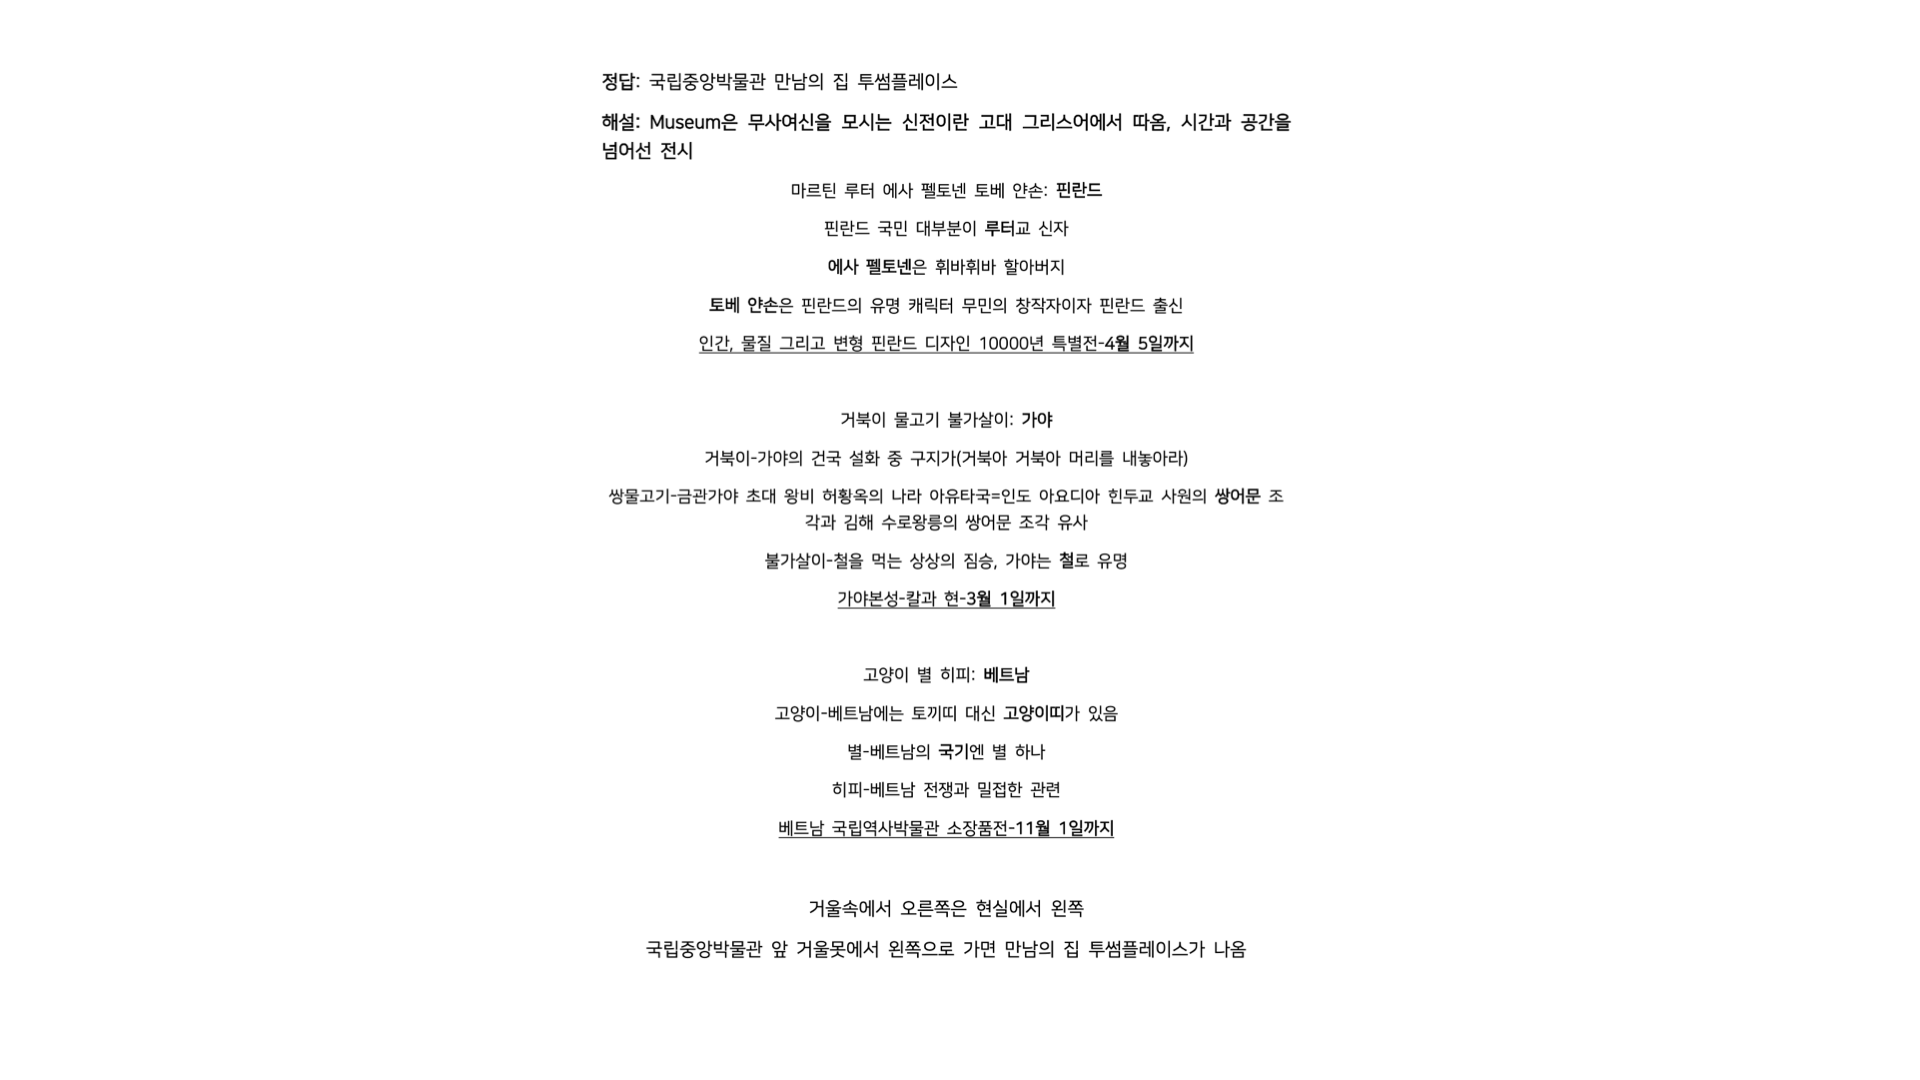 정답: 국립중앙박물관 만남의 집 투썸플레이스
해설: Museum은 무사여신을 모시는 신전이란 고대 그리스어에서 따옴, 시간과 공간을
넘어선 전시
마르틴 루터 에사 펠토넨 토베 얀손: 핀란드
핀란드 국민 대부분이 루터교 신자
에사 펠토넨은 휘바휘바 할아버지
토베 얀손은 핀란드의 유명 캐릭터 무민의 창작자이자 핀란드 출신
인간, 물질 그리고 변형 핀란드 디자인 10000년 특별전-4월 5일까지
거북이 물고기 불가살이: 가야
거북이-가야의 건국 설화 중 구지가(거북아 거북아 머리를 내놓아라)
쌍물고기-금관가야 초대 왕비 허황옥의 나라 아유타국=인도 아요디아 힌두교 사원의 쌍어문 조
각과 김해 수로왕릉의 쌍어문 조각 유사
불가살이-철을 먹는 상상의 짐승, 가야는 철로 유명
가야본성-칼과 현-3월 1일까지
고양이 별 히피: 베트남
고양이-베트남에는 토끼띠 대신 고양이띠가 있음
별-베트남의 국기엔 별 하나
히피-베트남 전쟁과 밀접한 관련
베트남 국립역사박물관 소장품전-11월 1일까지
거울속에서 오른쪽은 현실에서 왼쪽
국립중앙박물관 앞 거울못에서 왼쪽으로 가면 만남의 집 투썸플레이스가 나옴